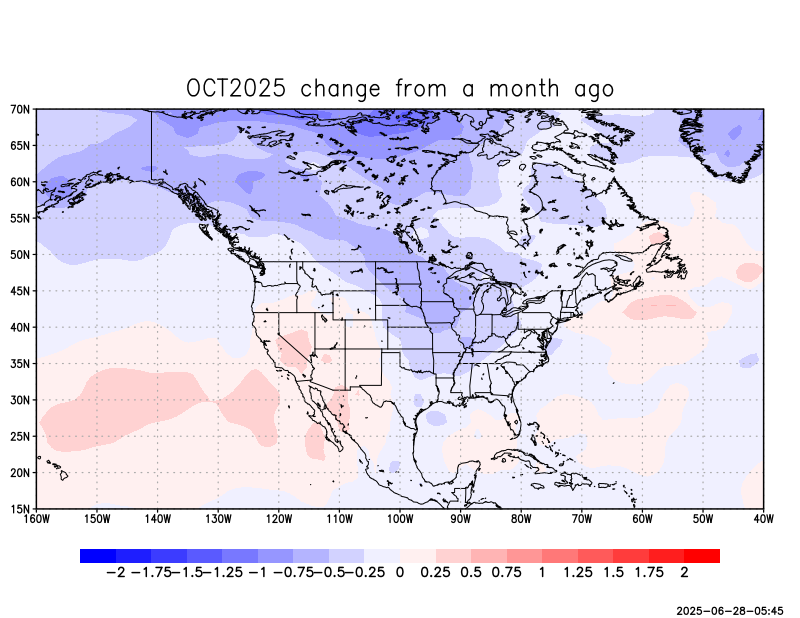 OCT2025 change from a month ago
70N
65N
60N
55N
50N
45N
40N
35N
30N
25N
20N
15N
160W 150W 140W 130W 120W 110W 100W 90W 80W 70W 60W 50W 40W
−2 −1.75 −1.5 −1.25 −1 −0.75 −0.5 −0.25 0 0.25 0.5 0.75 1 1.25 1.5 1.75 2
2025-06-28-05:45